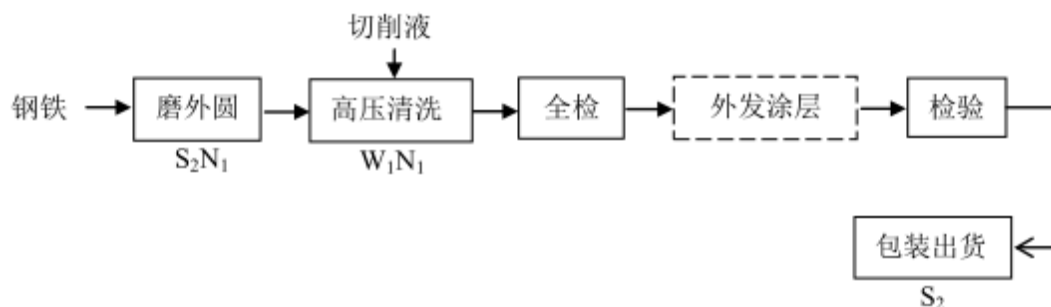 切削液
钢铁
磨外圆
高压清洗
全检
外发涂层
检验
S₂N₁
W₁N₁
包装出货
S₂